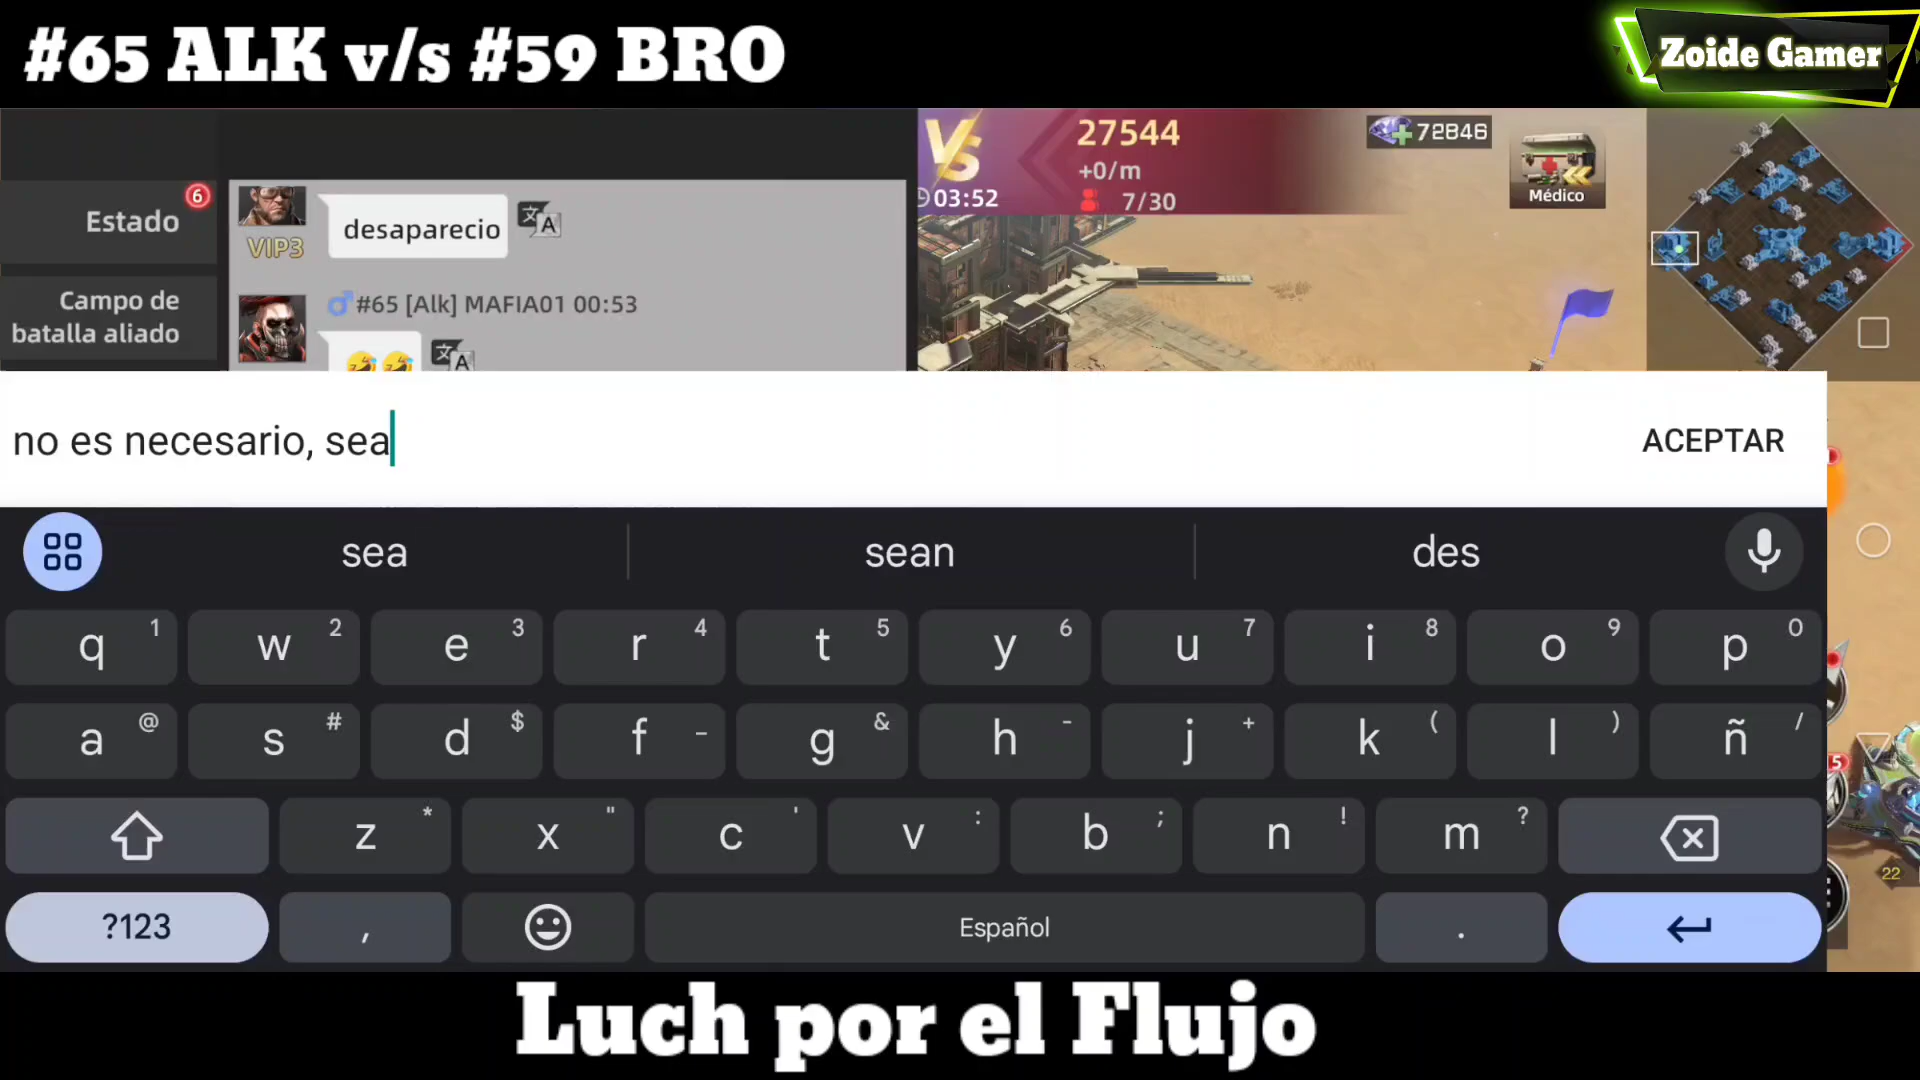 #65 ALK v/s #59 BRO
Zoide Gamer
Estado
6
desaparecio
VIP3
VS
03:52
27544
+0/m
7/30
72846
Médico
Campo de
batalla aliado
#65 [Alk] MAFIA01 00:53
no es necesario, sea
ACEPTAR
sea
sean
des
q 1 w 2 e 3 r 4 t 5 y 6 u 7 i 8 o 9 p 0
a @ s # d $ f - g & h - j + k ( l ) ñ /
z * x " c ' v : b ; n ! m ?
?123 , Español .
22
Luch por el Flujo